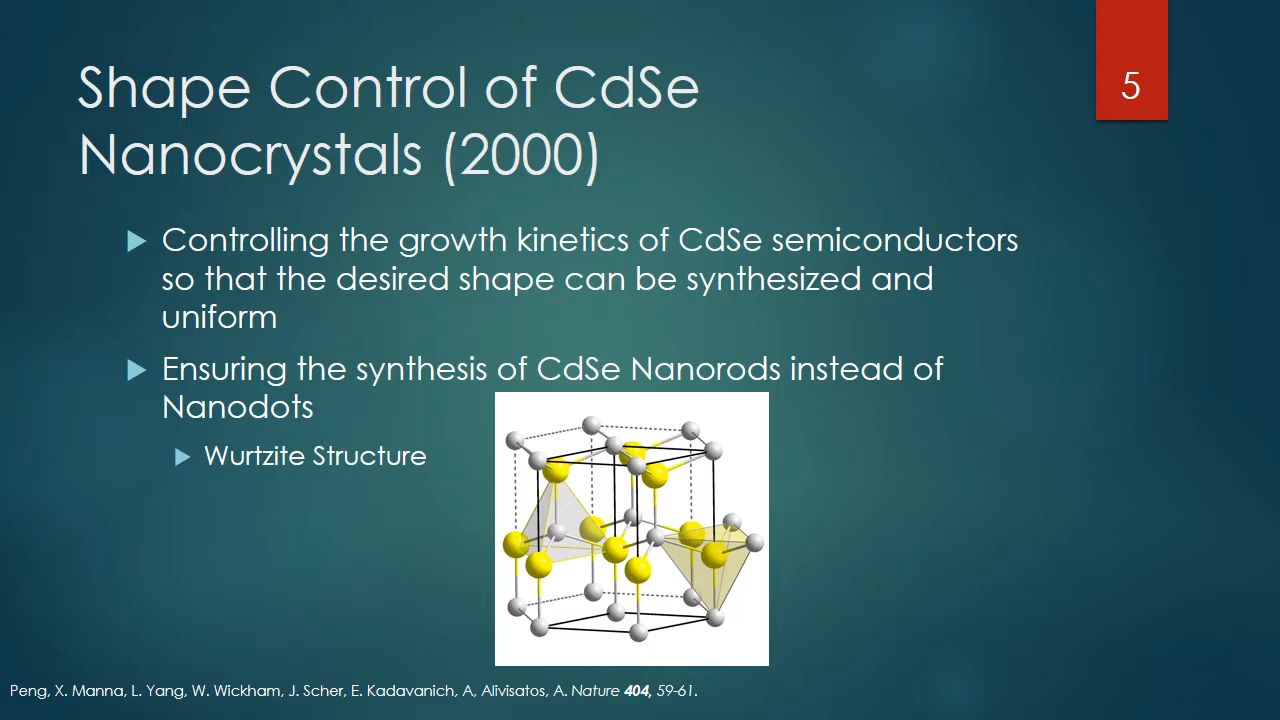 Shape Control of CdSe
Nanocrystals (2000)
5
Controlling the growth kinetics of CdSe semiconductors
so that the desired shape can be synthesized and
uniform
Ensuring the synthesis of CdSe Nanorods instead of
Nanodots
Wurtzite Structure
Peng, X. Manna, L. Yang, W. Wickham, J. Scher, E. Kadavanich, A, Alivisatos, A. Nature 404, 59-61.